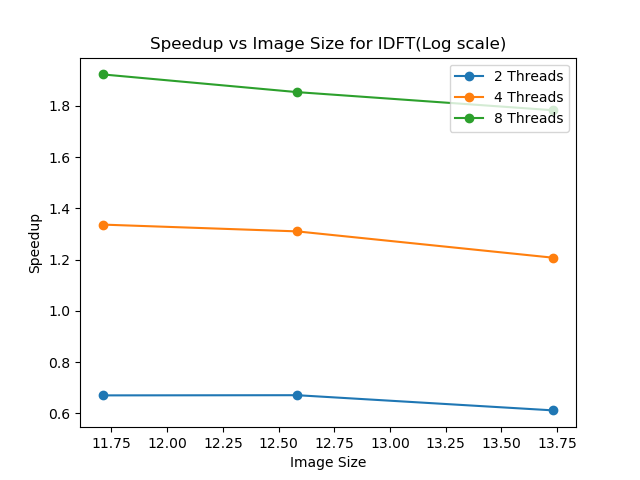 Speedup vs Image Size for IDFT(Log scale)
2 Threads
4 Threads
8 Threads
Speedup
1.8
1.6
1.4
1.2
1.0
0.8
0.6
11.75 12.00 12.25 12.50 12.75 13.00 13.25 13.50 13.75
Image Size